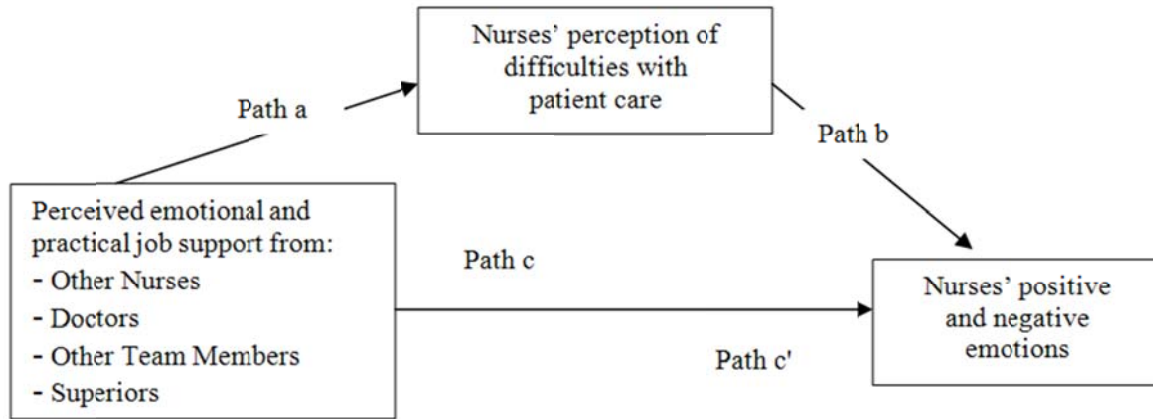 Nurses’ perception of
difficulties with
patient care
Path a
Path b
Perceived emotional and
practical job support from:
- Other Nurses
- Doctors
- Other Team Members
- Superiors
Path c
Nurses’ positive
and negative
emotions
Path c'